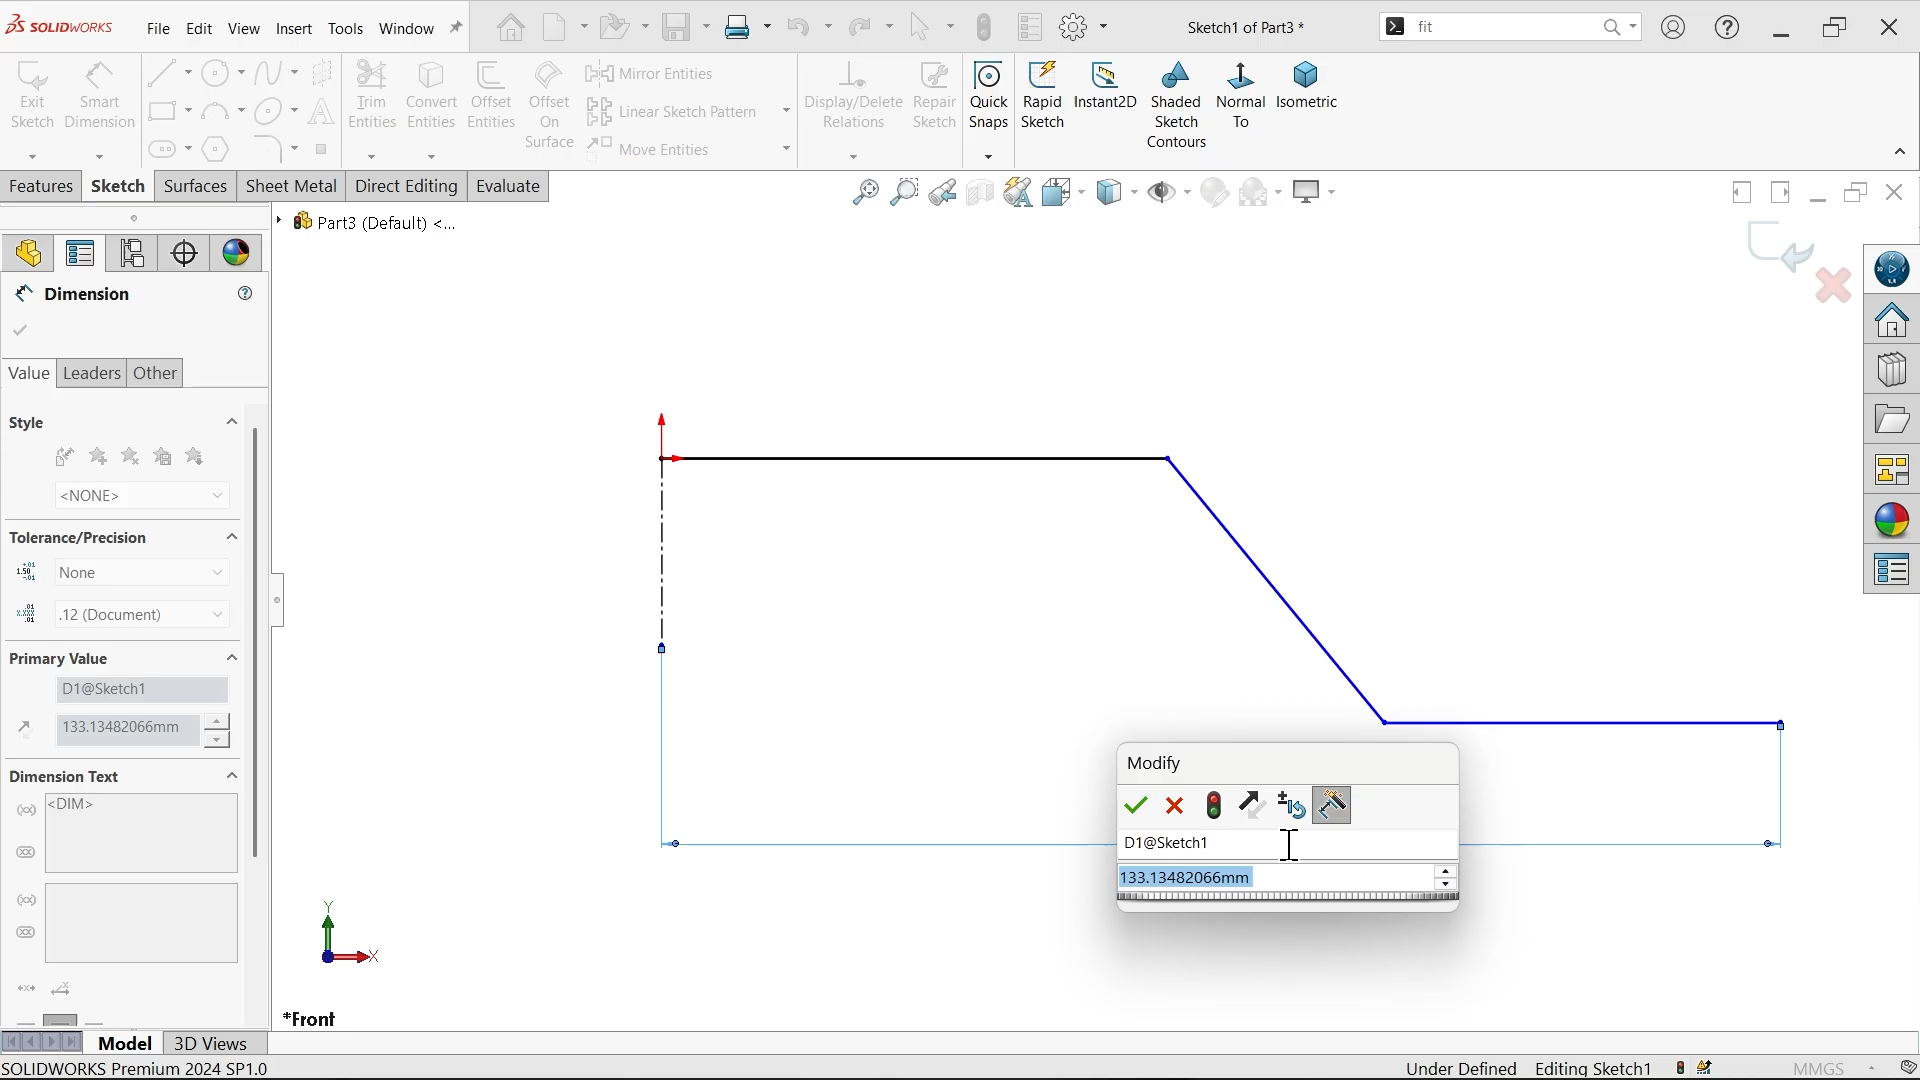 SOLIDWORKS File Edit View Insert Tools Window
Sketch1 of Part3 *
fit
Exit Sketch
Smart Dimension
Trim Entities
Convert Entities
Offset Entities
Offset On Surface
Mirror Entities
Linear Sketch Pattern
Move Entities
Display/Delete Relations
Repair Sketch
Quick Snaps
Rapid Sketch
Instant2D
Shaded Sketch Contours
Normal To
Isometric
Features Sketch Surfaces Sheet Metal Direct Editing Evaluate
Part3 (Default) <...
Dimension
Value Leaders Other
Style
<NONE>
Tolerance/Precision
None
.12 (Document)
Primary Value
D1@Sketch1
133.13482066mm
Dimension Text
<DIM>
Modify
D1@Sketch1
133.13482066mm
Y
X
*Front
Model 3D Views
SOLIDWORKS Premium 2024 SP1.0
Under Defined Editing Sketch1 MMGS